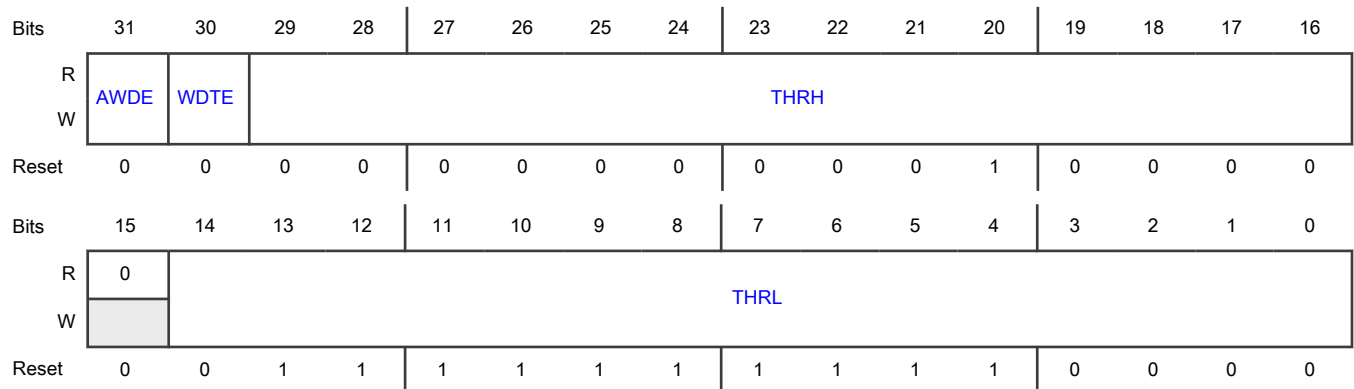 Bits 31 30 29 28 27 26 25 24 23 22 21 20 19 18 17 16
R
AWDE WDTE THRH
W
Reset 0 0 0 0 0 0 0 0 0 0 0 1 0 0 0 0
Bits 15 14 13 12 11 10 9 8 7 6 5 4 3 2 1 0
R 0
THRL
W
Reset 0 0 1 1 1 1 1 1 1 1 1 1 0 0 0 0